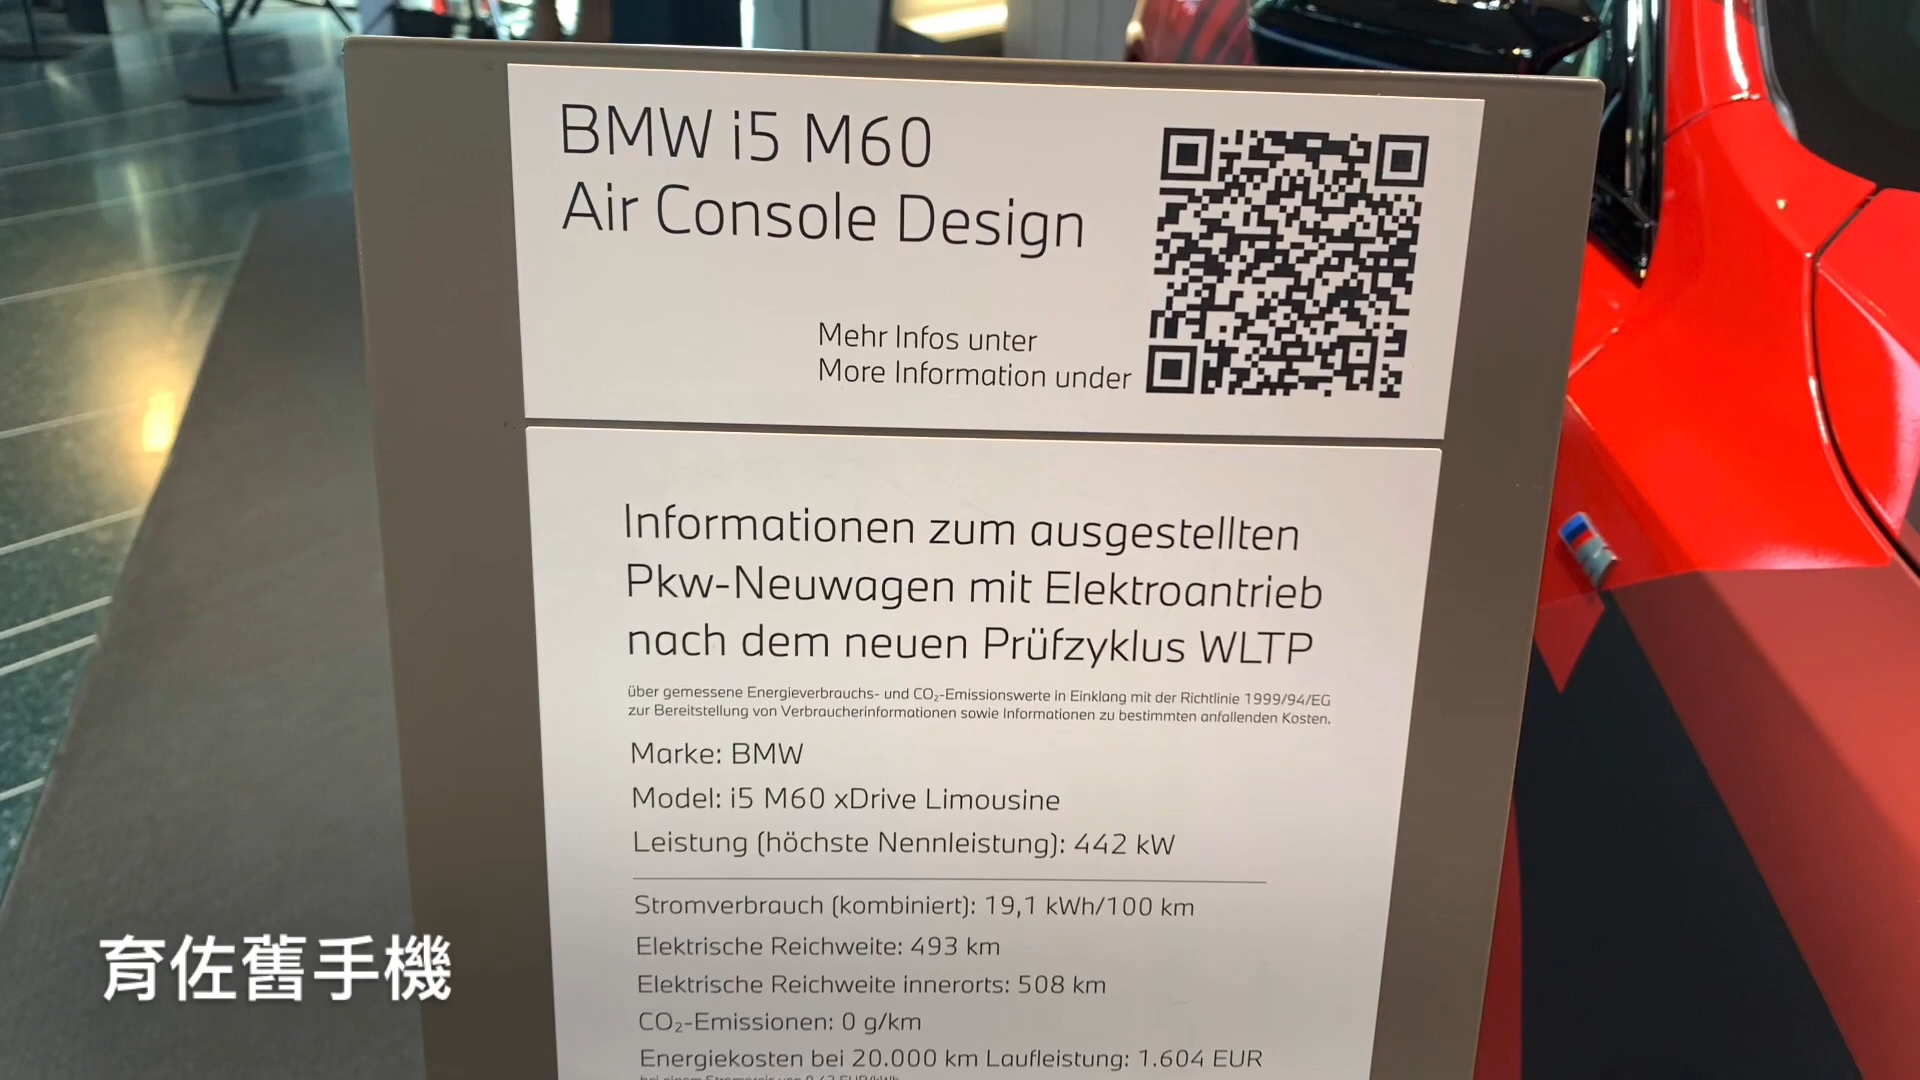 BMW i5 M60
Air Console Design
Mehr Infos unter
More Information under
Informationen zum ausgestellten
Pkw-Neuwagen mit Elektroantrieb
nach dem neuen Prüfzyklus WLTP
über gemessene Energieverbrauchs- und CO₂-Emissionswerte in Einklang mit der Richtlinie 1999/94/EG
zur Bereitstellung von Verbraucherinformationen sowie Informationen zu bestimmten anfallenden Kosten.
Marke: BMW
Model: i5 M60 xDrive Limousine
Leistung (höchste Nennleistung): 442 kW
Stromverbrauch (kombiniert): 19,1 kWh/100 km
Elektrische Reichweite: 493 km
Elektrische Reichweite innerorts: 508 km
CO₂-Emissionen: 0 g/km
Energiekosten bei 20.000 km Laufleistung: 1.604 EUR
育佐舊手機